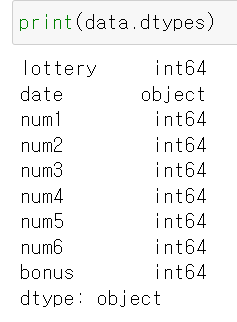 print(data.dtypes)
lottery int64
date object
num1 int64
num2 int64
num3 int64
num4 int64
num5 int64
num6 int64
bonus int64
dtype: object